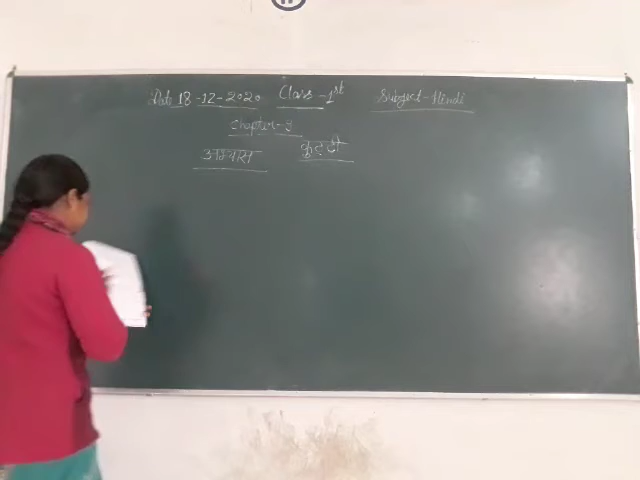 Date 18-12-2020 Class-1st Subject-Hindi
Chapter-3
अभ्यास कुट्टी